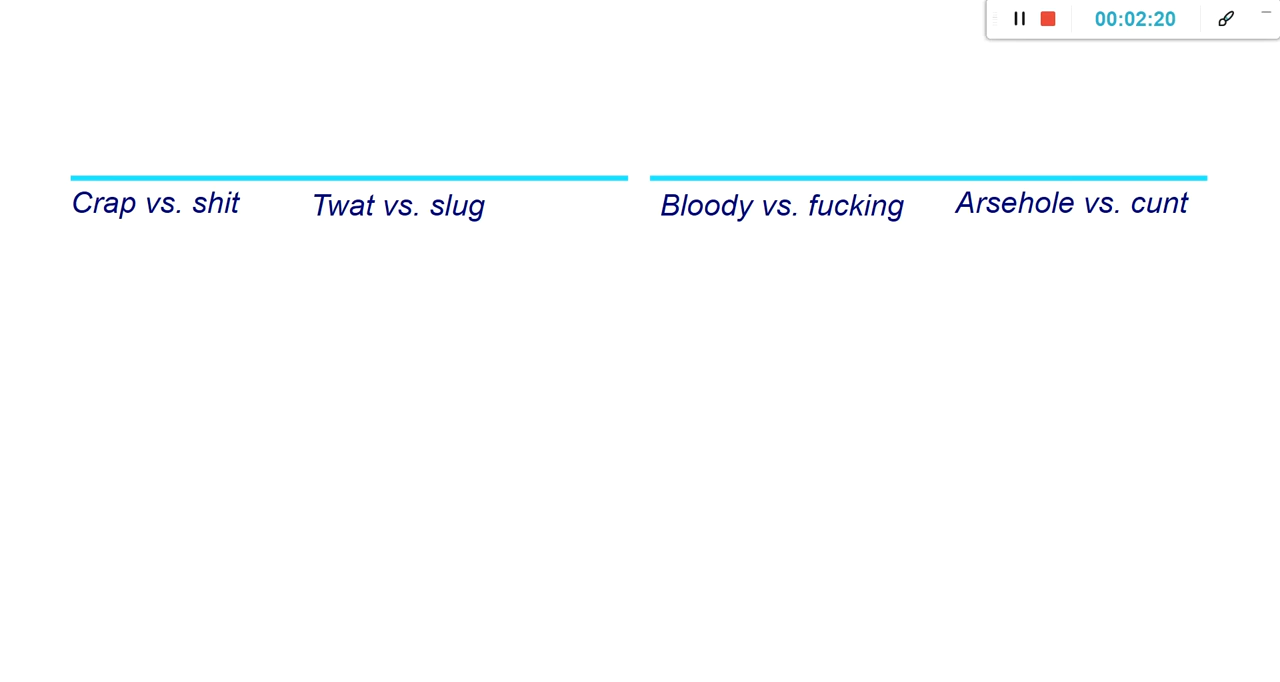 00:02:20
Crap vs. shit
Twat vs. slug
Bloody vs. fucking
Arsehole vs. cunt